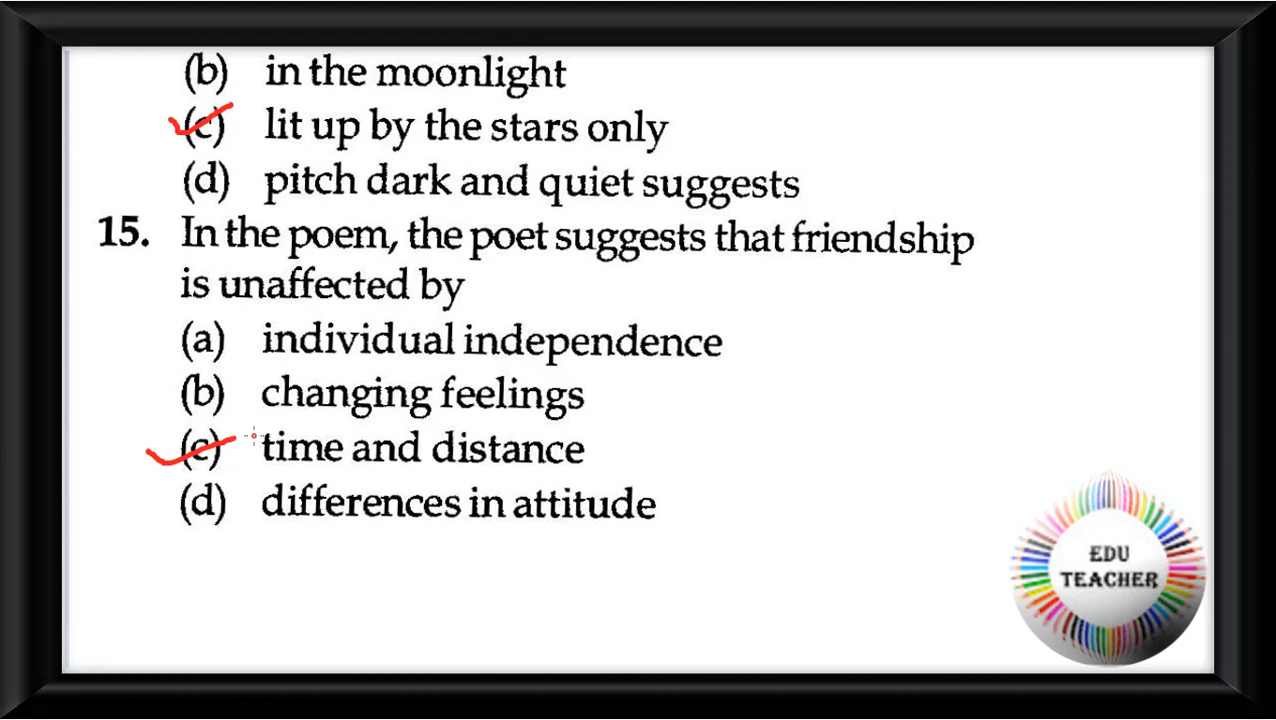 (b) in the moonlight
(c) lit up by the stars only
(d) pitch dark and quiet suggests
15. In the poem, the poet suggests that friendship
is unaffected by
(a) individual independence
(b) changing feelings
(c) time and distance
(d) differences in attitude
EDU
TEACHER